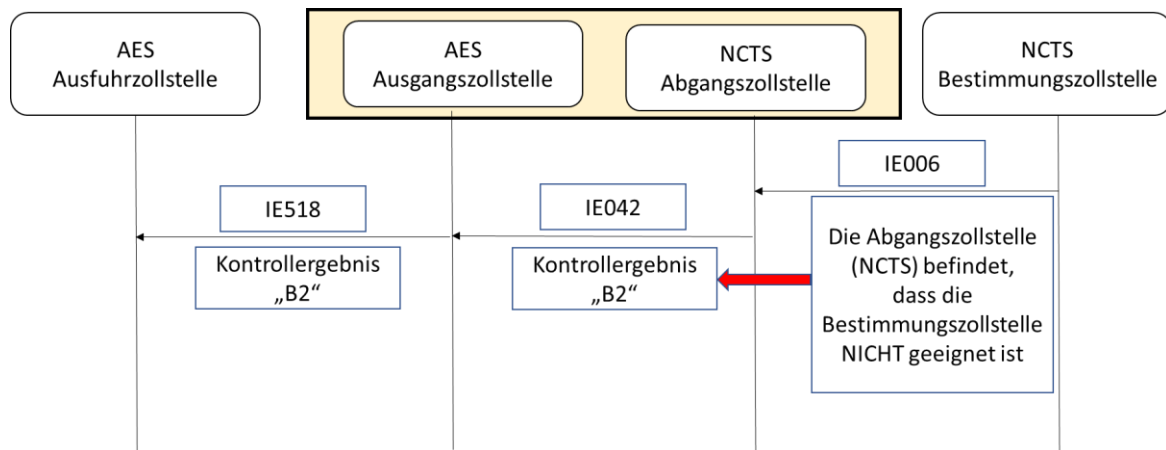 AES
Ausfuhrzollstelle
AES
Ausgangszollstelle
NCTS
Abgangszollstelle
NCTS
Bestimmungszollstelle
IE006
IE518
IE042
Kontrollergebnis
„B2“
Kontrollergebnis
„B2“
Die Abgangszollstelle
(NCTS) befindet,
dass die
Bestimmungszollstelle
NICHT geeignet ist